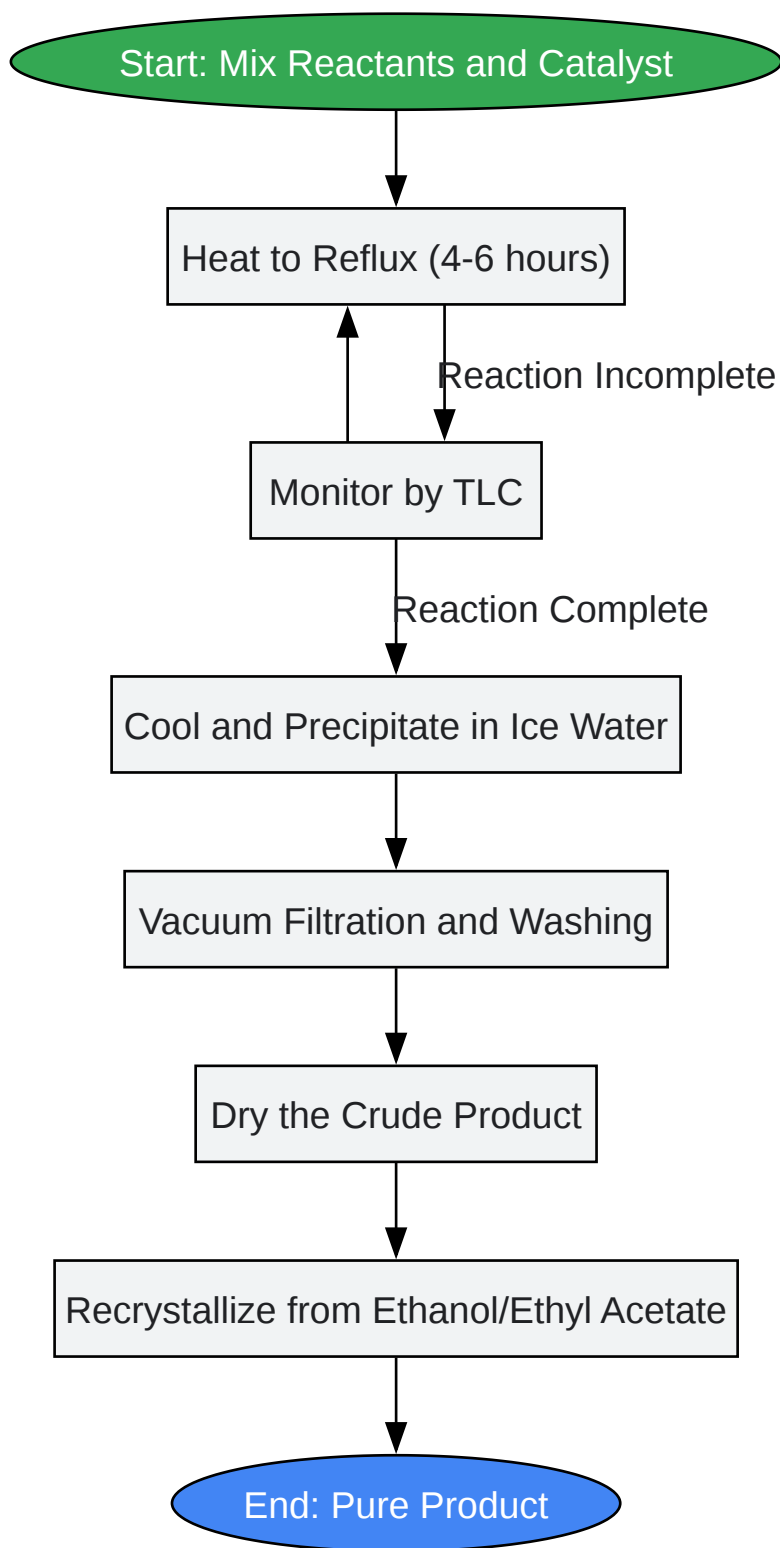 Start: Mix Reactants and Catalyst
Heat to Reflux (4-6 hours)
Reaction Incomplete
Monitor by TLC
Reaction Complete
Cool and Precipitate in Ice Water
Vacuum Filtration and Washing
Dry the Crude Product
Recrystallize from Ethanol/Ethyl Acetate
End: Pure Product